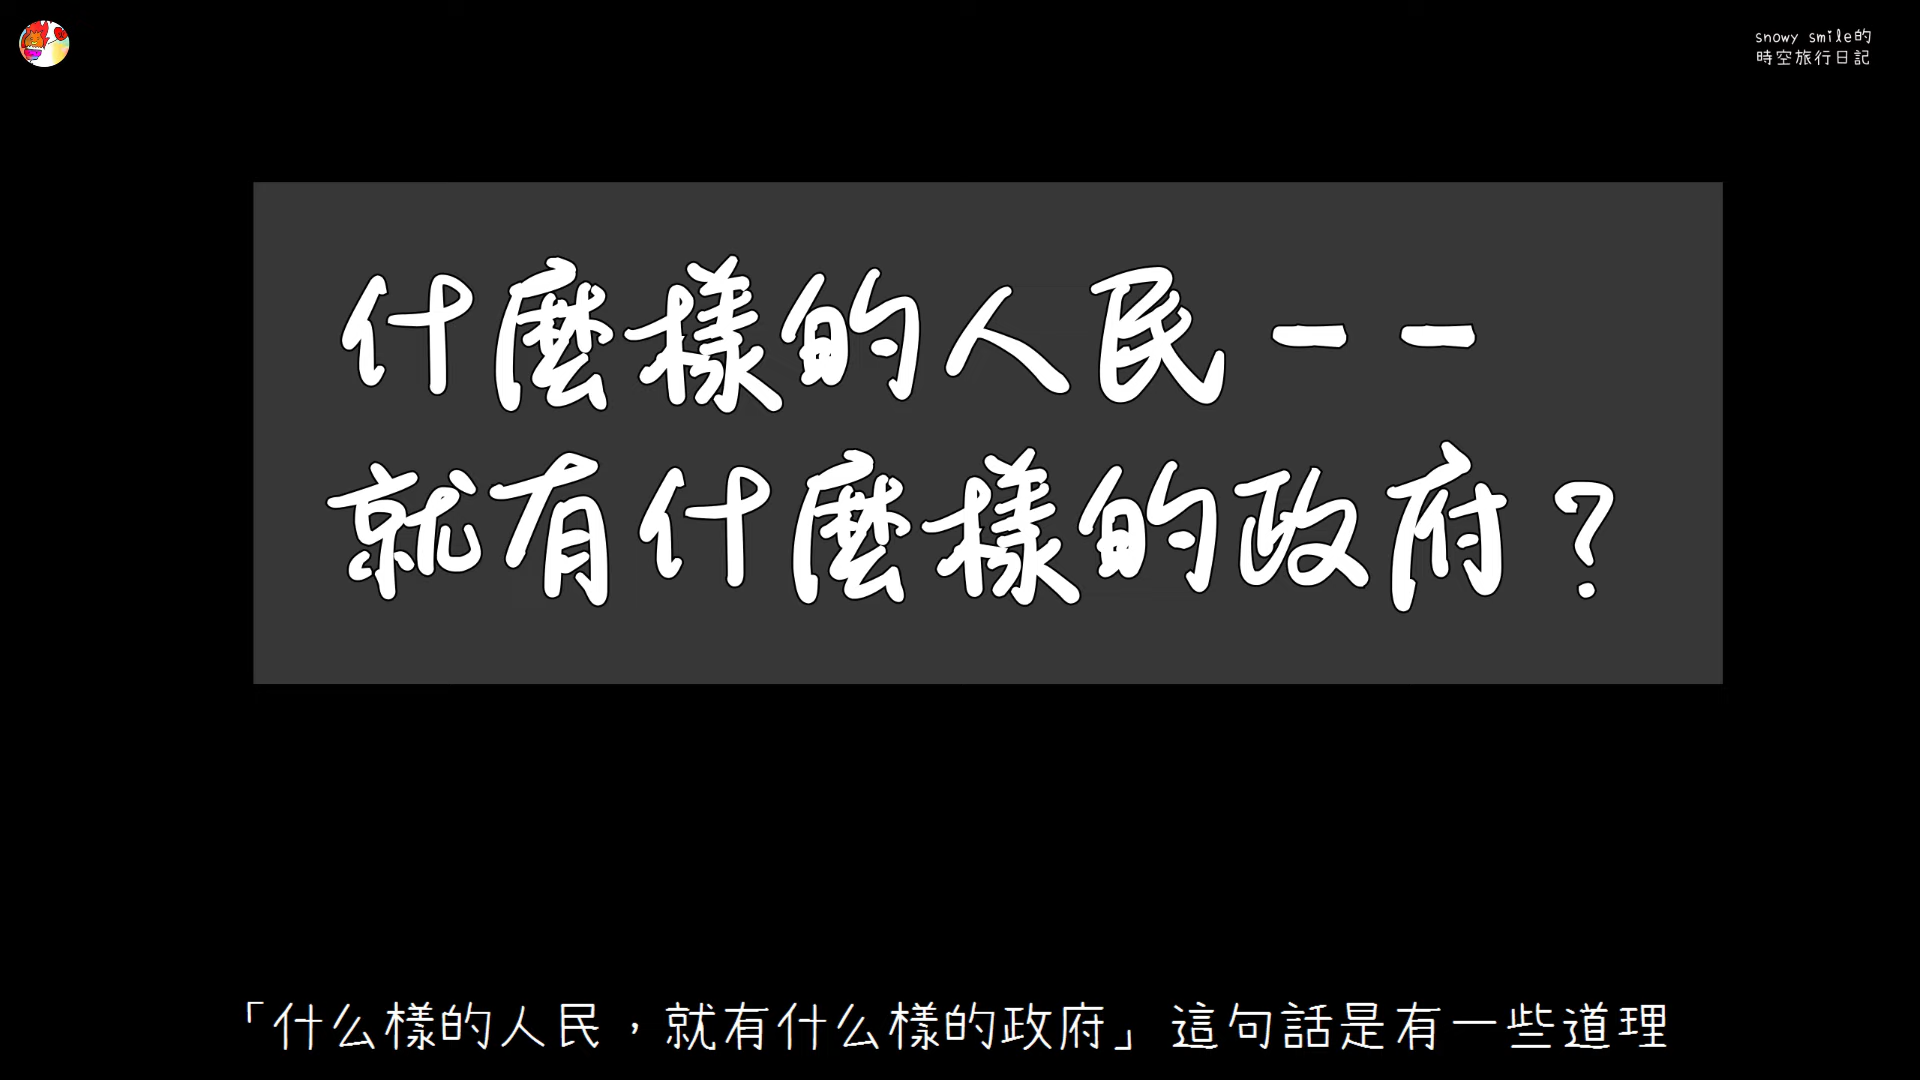 snowy smile的
時空旅行日記
什麼樣的人民--
就有什麼樣的政府?
「什么樣的人民，就有什么樣的政府」這句話是有一些道理